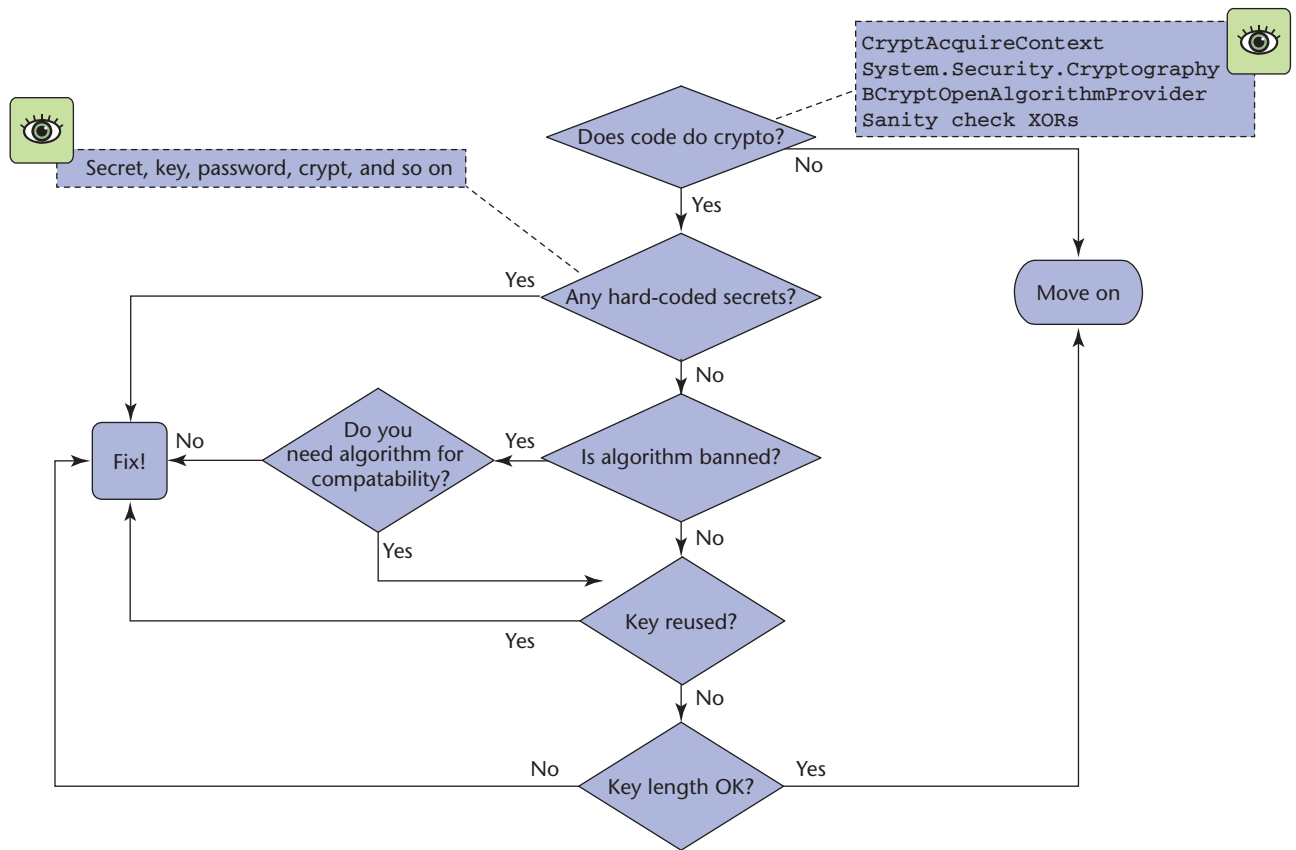 CryptAcquireContext
System.Security.Cryptography
BCryptOpenAlgorithmProvider
Sanity check XORs
Does code do crypto?
No
Secret, key, password, crypt, and so on
Yes
Yes
Any hard-coded secrets?
Move on
No
Do you
need algorithm for
compatability?
Yes
No
Fix!
Is algorithm banned?
No
Yes
Key reused?
Yes
No
No
Yes
Key length OK?